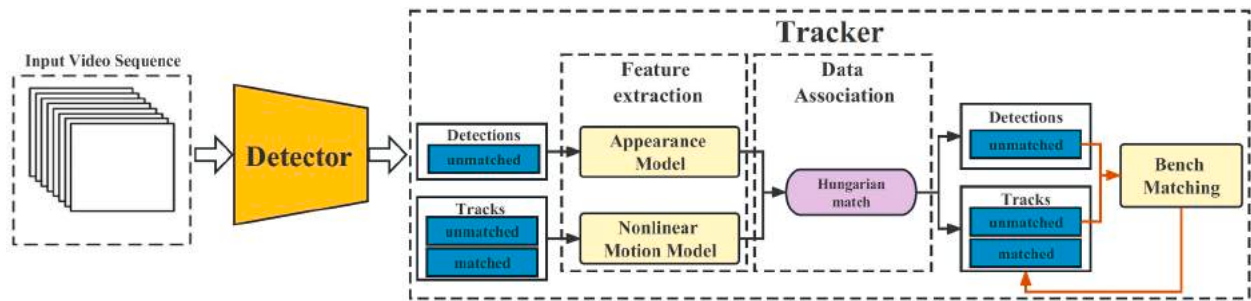 Tracker
Input Video Sequence
Detector
Feature
extraction
Data
Association
Detections
unmatched
Tracks
unmatched
matched
Appearance
Model
Nonlinear
Motion Model
Hungarian
match
Detections
unmatched
Tracks
unmatched
matched
Bench
Matching